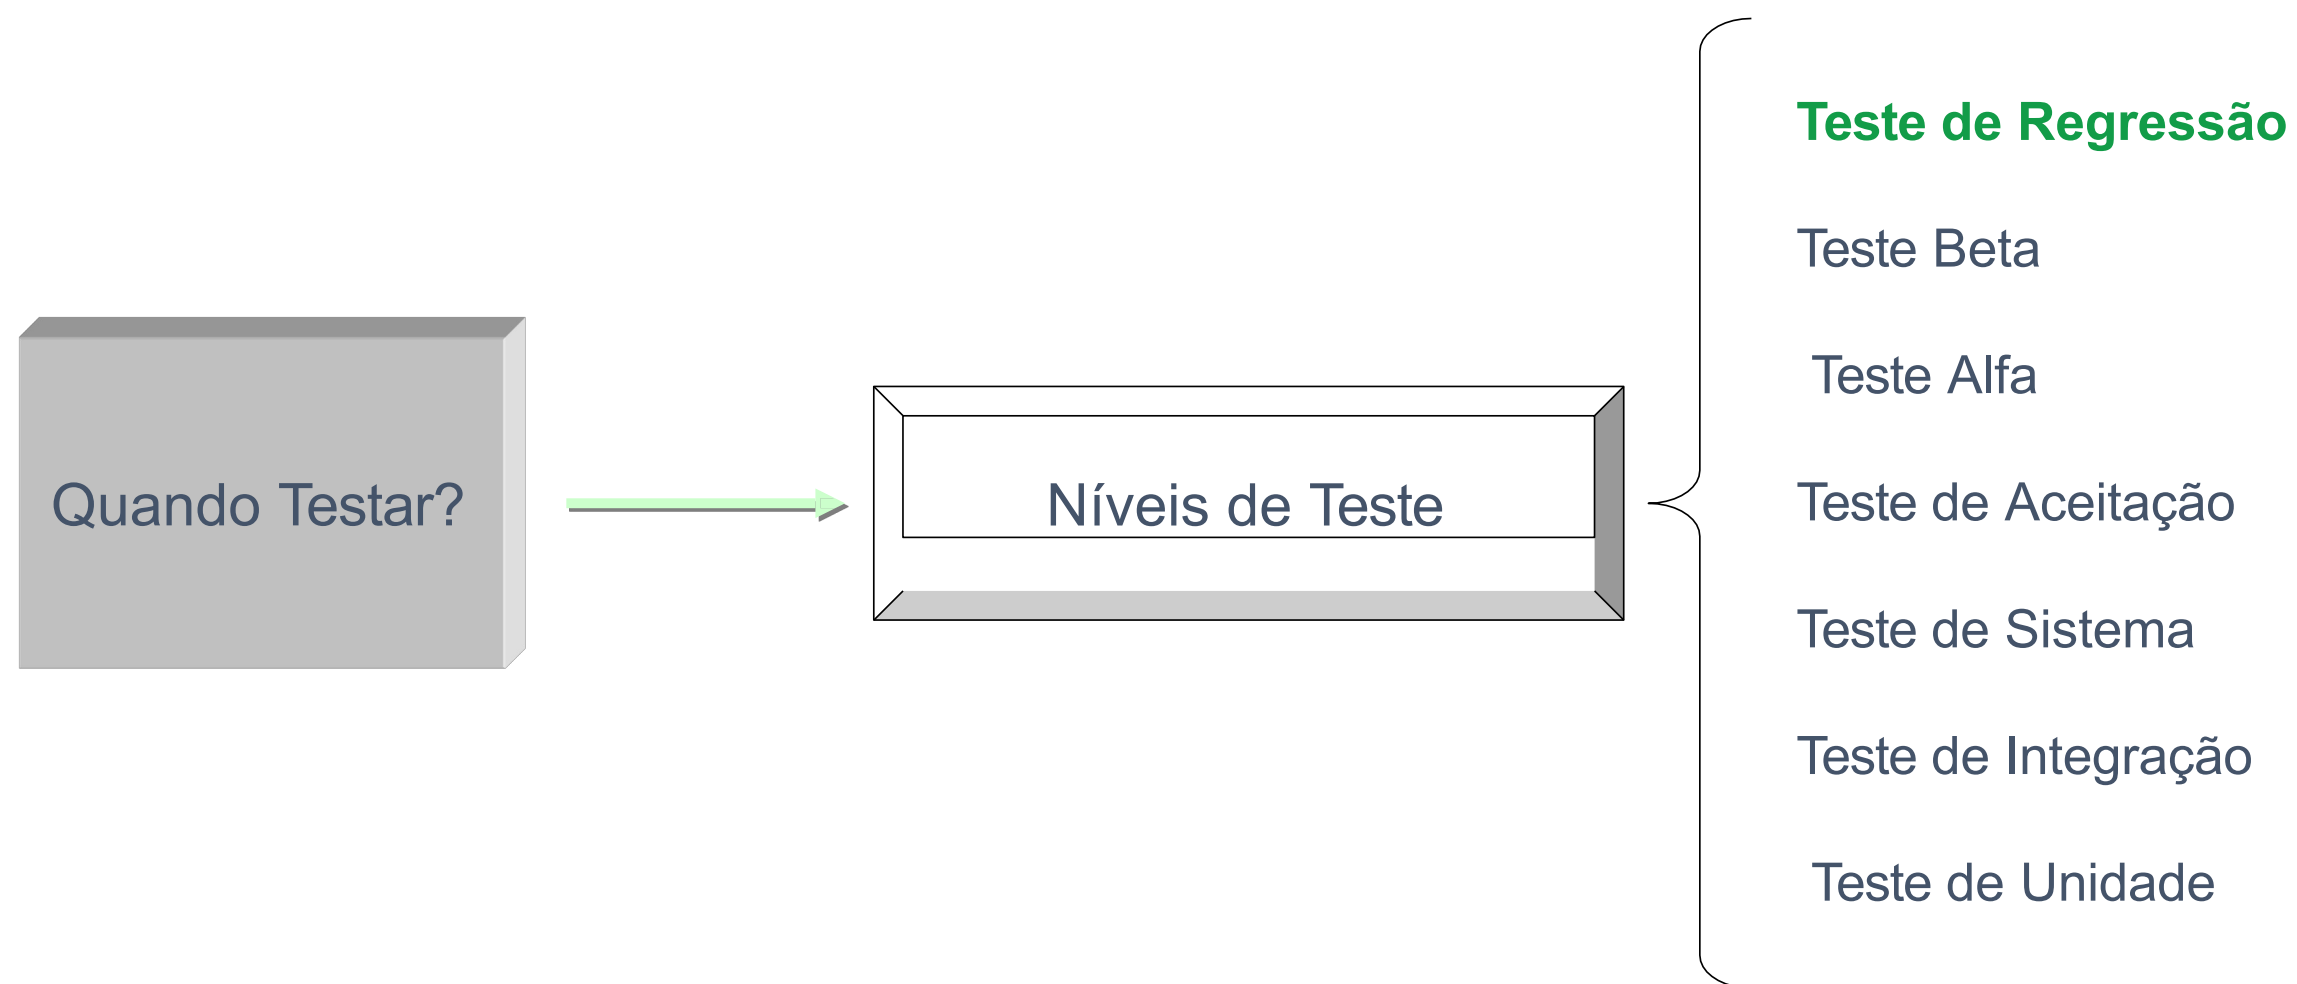 Quando Testar?
Níveis de Teste
Teste de Regressão
Teste Beta
Teste Alfa
Teste de Aceitação
Teste de Sistema
Teste de Integração
Teste de Unidade